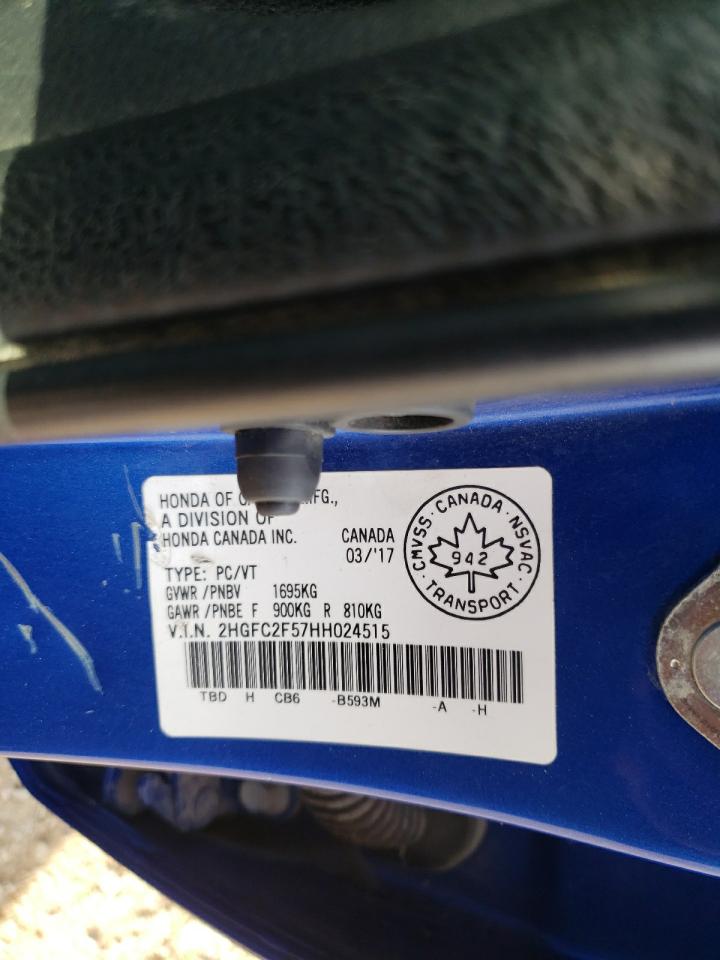 HONDA OF MFG.,
A DIVISION OF
HONDA CANADA INC.
CANADA
03/'17
TYPE: PC/VT
GVWR /PNBV 1695KG
GAWR /PNBE F 900KG R 810KG
V.I.N. 2HGFC2F57HH024515
TBD H CB6 -B593M -A -H
CMVSS · CANADA · NSVAC
942
· TRANSPORT ·